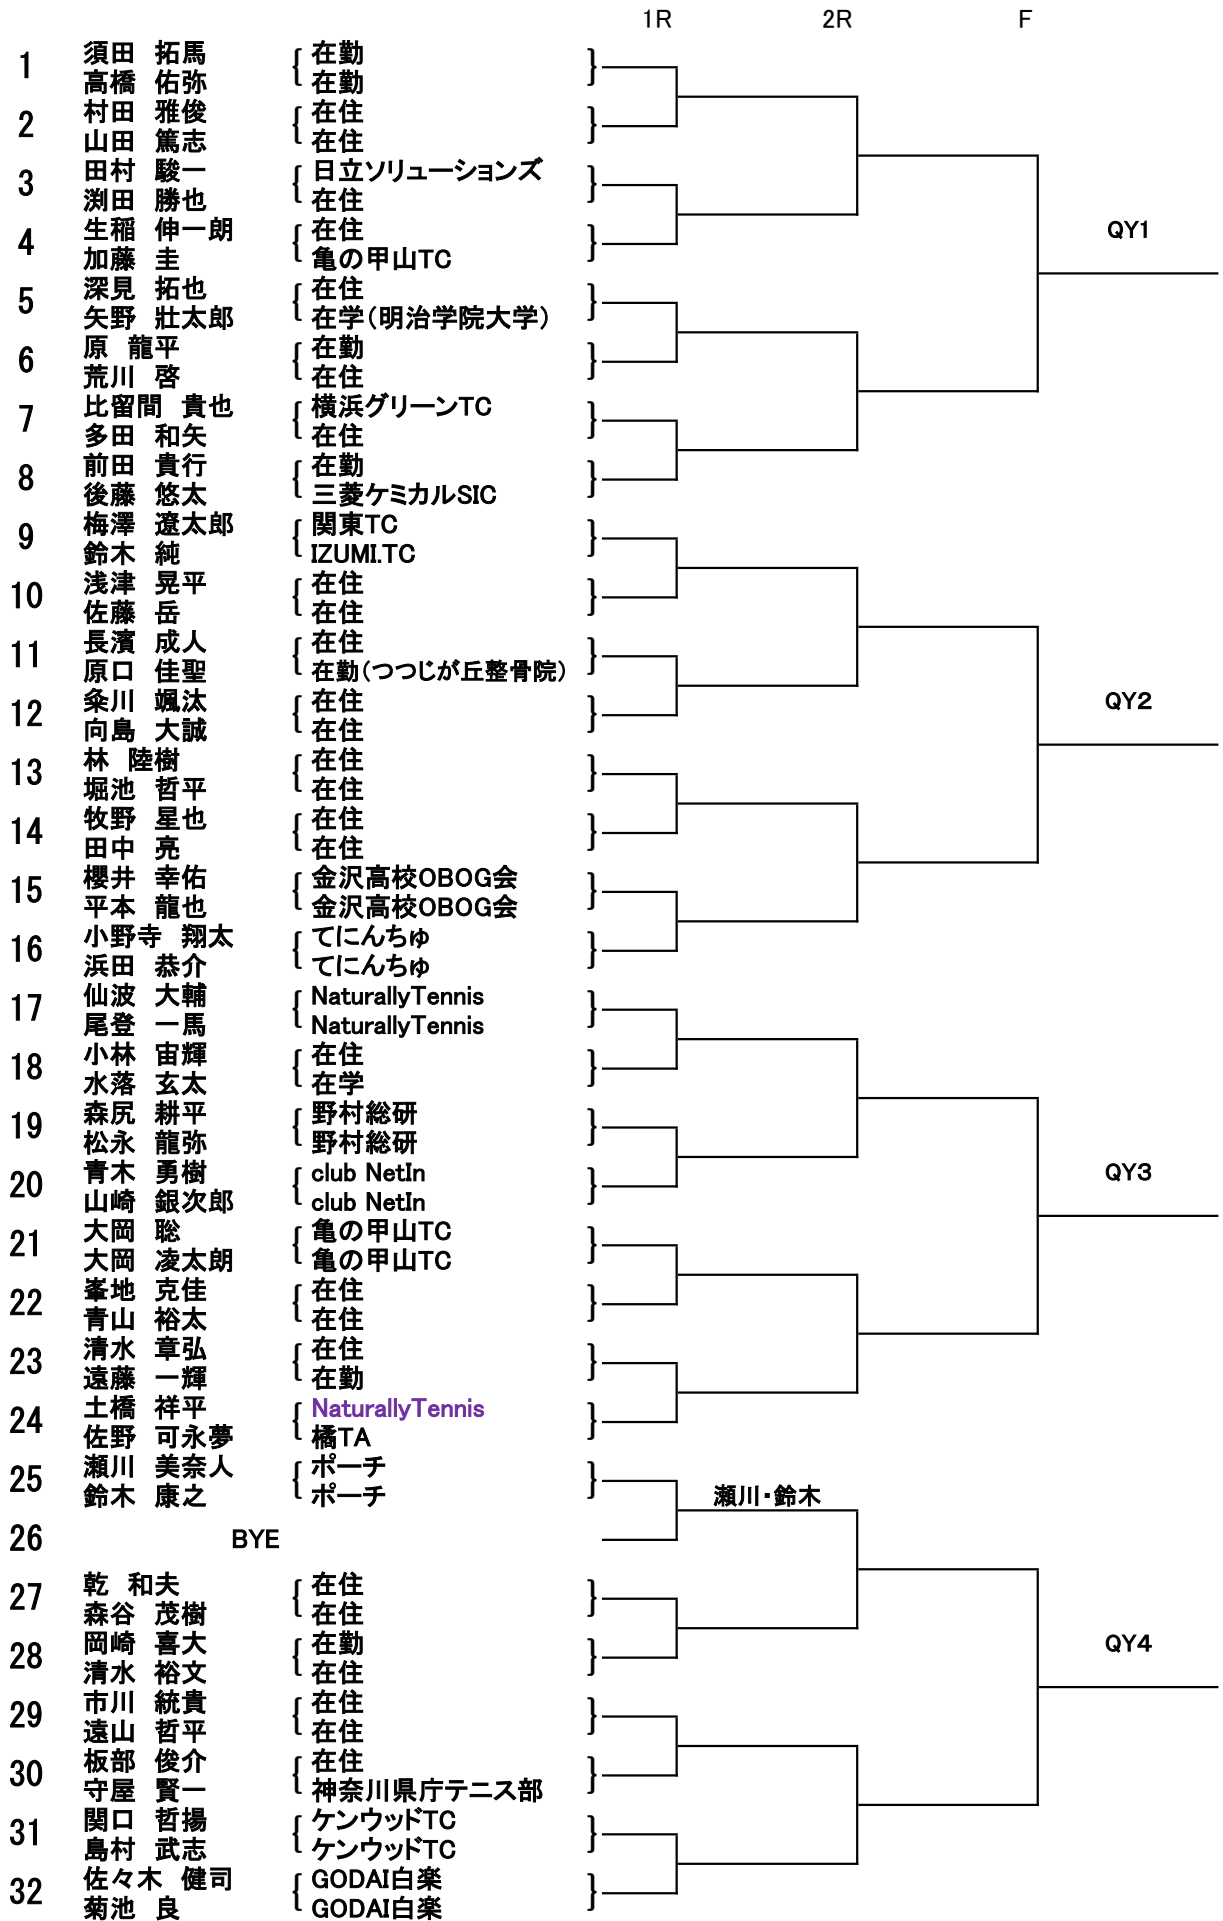 1R 2R F
1 須田 拓馬 在勤
高橋 佑弥 在勤
2 村田 雅俊 在住
山田 篤志 在住
3 田村 駿一 日立ソリューションズ
渕田 勝也 在住
4 生稲 伸一朗 在住
加藤 圭 亀の甲山TC
QY1
5 深見 拓也 在住
矢野 壯太郎 在学(明治学院大学)
6 原 龍平 在勤
荒川 啓 在住
7 比留間 貴也 横浜グリーンTC
多田 和矢 在住
8 前田 貴行 在勤
後藤 悠太 三菱ケミカルSIC
9 梅澤 遼太郎 関東TC
鈴木 純 IZUMI.TC
10 浅津 晃平 在住
佐藤 岳 在住
11 長濱 成人 在住
原口 佳聖 在勤(つつじが丘整骨院)
12 粂川 颯汰 在住
向島 大誠 在住
QY2
13 林 陸樹 在住
堀池 哲平 在住
14 牧野 星也 在住
田中 亮 在住
15 櫻井 幸佑 金沢高校OBOG会
平本 龍也 金沢高校OBOG会
16 小野寺 翔太 てにんちゅ
浜田 恭介 てにんちゅ
17 仙波 大輔 NaturallyTennis
尾登 一馬 NaturallyTennis
18 小林 宙輝 在住
水落 玄太 在学
19 森尻 耕平 野村総研
松永 龍弥 野村総研
20 青木 勇樹 club NetIn
山崎 銀次郎 club NetIn
QY3
21 大岡 聡 亀の甲山TC
大岡 凌太朗 亀の甲山TC
22 峯地 克佳 在住
青山 裕太 在住
23 清水 章弘 在住
遠藤 一輝 在勤
24 土橋 祥平 NaturallyTennis
佐野 可永夢 橘TA
25 瀬川 美奈人 ポーチ
鈴木 康之 ポーチ
瀬川・鈴木
26 BYE
27 乾 和夫 在住
森谷 茂樹 在住
28 岡崎 喜大 在勤
清水 裕文 在住
QY4
29 市川 統貴 在住
遠山 哲平 在住
30 板部 俊介 在住
守屋 賢一 神奈川県庁テニス部
31 関口 哲揚 ケンウッドTC
島村 武志 ケンウッドTC
32 佐々木 健司 GODAI白楽
菊池 良 GODAI白楽